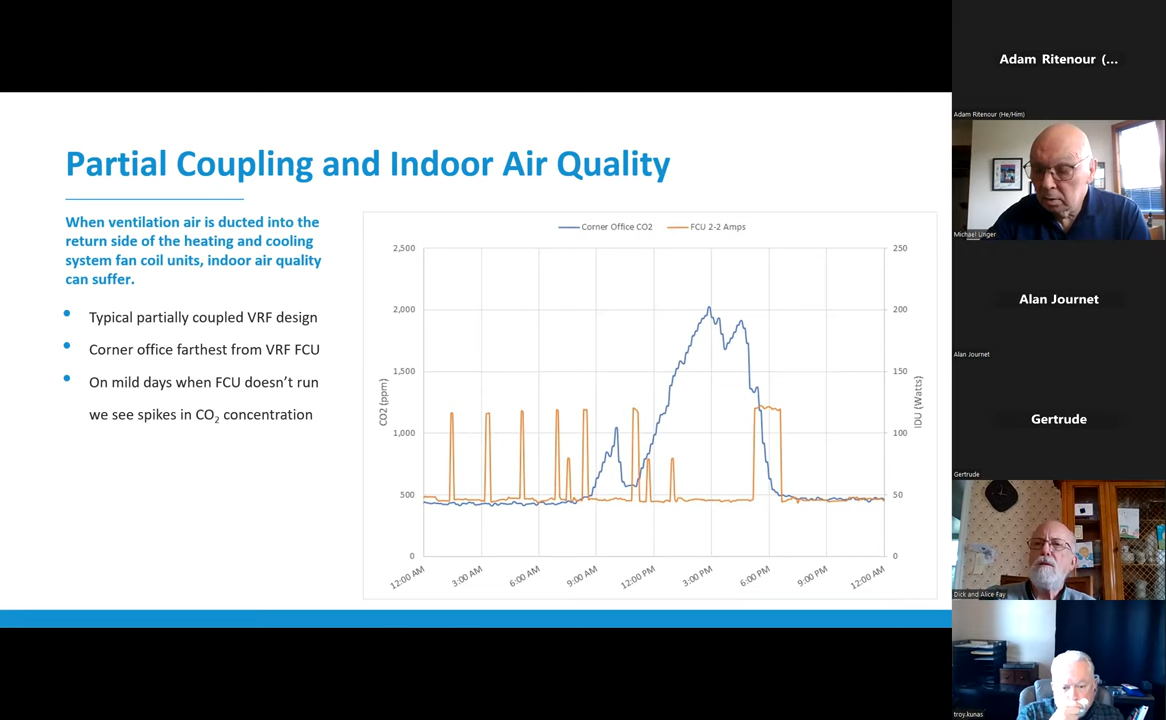 Partial Coupling and Indoor Air Quality
When ventilation air is ducted into the
return side of the heating and cooling
system fan coil units, indoor air quality
can suffer.
• Typical partially coupled VRF design
• Corner office farthest from VRF FCU
• On mild days when FCU doesn't run
we see spikes in CO2 concentration
Corner Office CO2
FCU 2-2 Amps
2,500
2,000
1,500
1,000
500
0
CO2 (ppm)
250
200
150
100
50
0
IDU (Watts)
12:00 AM
3:00 AM
6:00 AM
9:00 AM
12:00 PM
3:00 PM
6:00 PM
9:00 PM
12:00 AM
Adam Ritenour (...
Adam Ritenour (He/Him)
Michael Unger
Alan Journet
Alan Journet
Gertrude
Gertrude
Dick and Alice Fay
troy.kunas